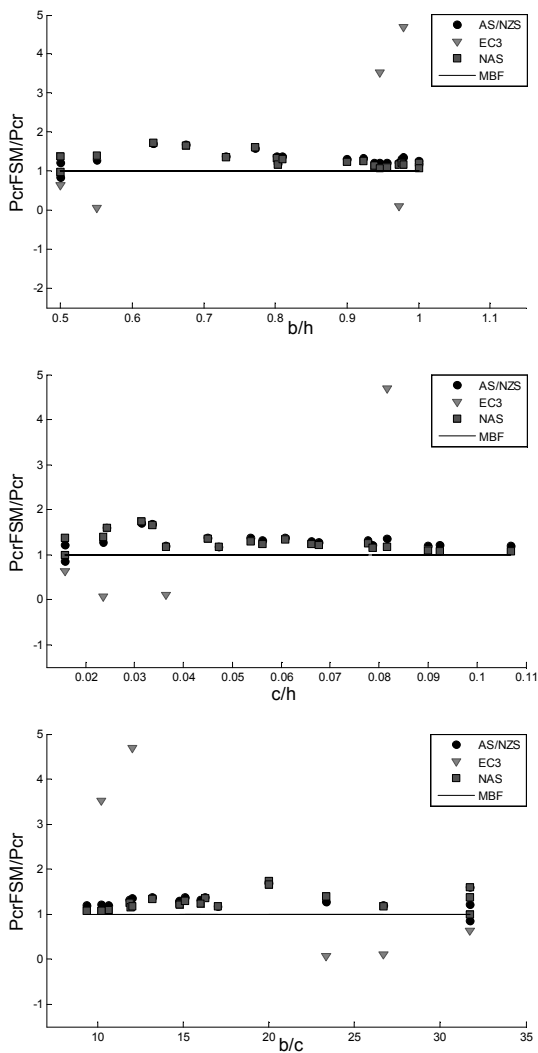 5
4
3
2
1
0
-1
-2
PcrFSM/Pcr
0.5
0.6
0.7
0.8
0.9
1
1.1
b/h
AS/NZS
EC3
NAS
MBF
5
4
3
2
1
0
-1
PcrFSM/Pcr
0.02
0.03
0.04
0.05
0.06
0.07
0.08
0.09
0.1
0.11
c/h
AS/NZS
EC3
NAS
MBF
5
4
3
2
1
0
-1
PcrFSM/Pcr
10
15
20
25
30
35
b/c
AS/NZS
EC3
NAS
MBF